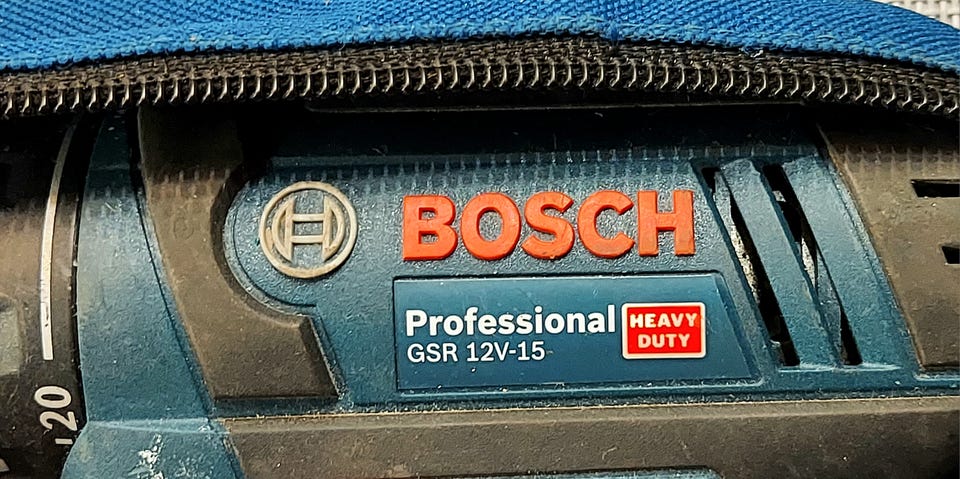 BOSCH
Professional
GSR 12V-15
HEAVY
DUTY
20